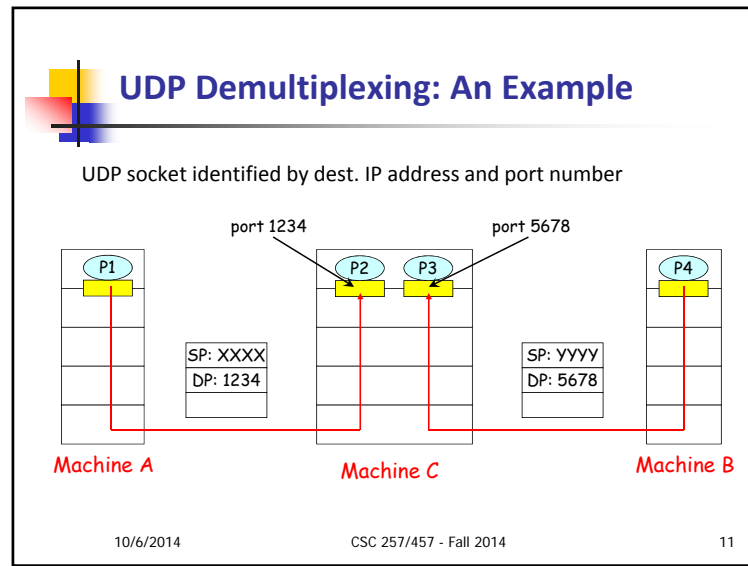 UDP Demultiplexing: An Example
UDP socket identified by dest. IP address and port number
port 1234
port 5678
P1
P2
P3
P4
SP: XXXX
DP: 1234
SP: YYYY
DP: 5678
Machine A
Machine C
Machine B
10/6/2014
CSC 257/457 - Fall 2014
11